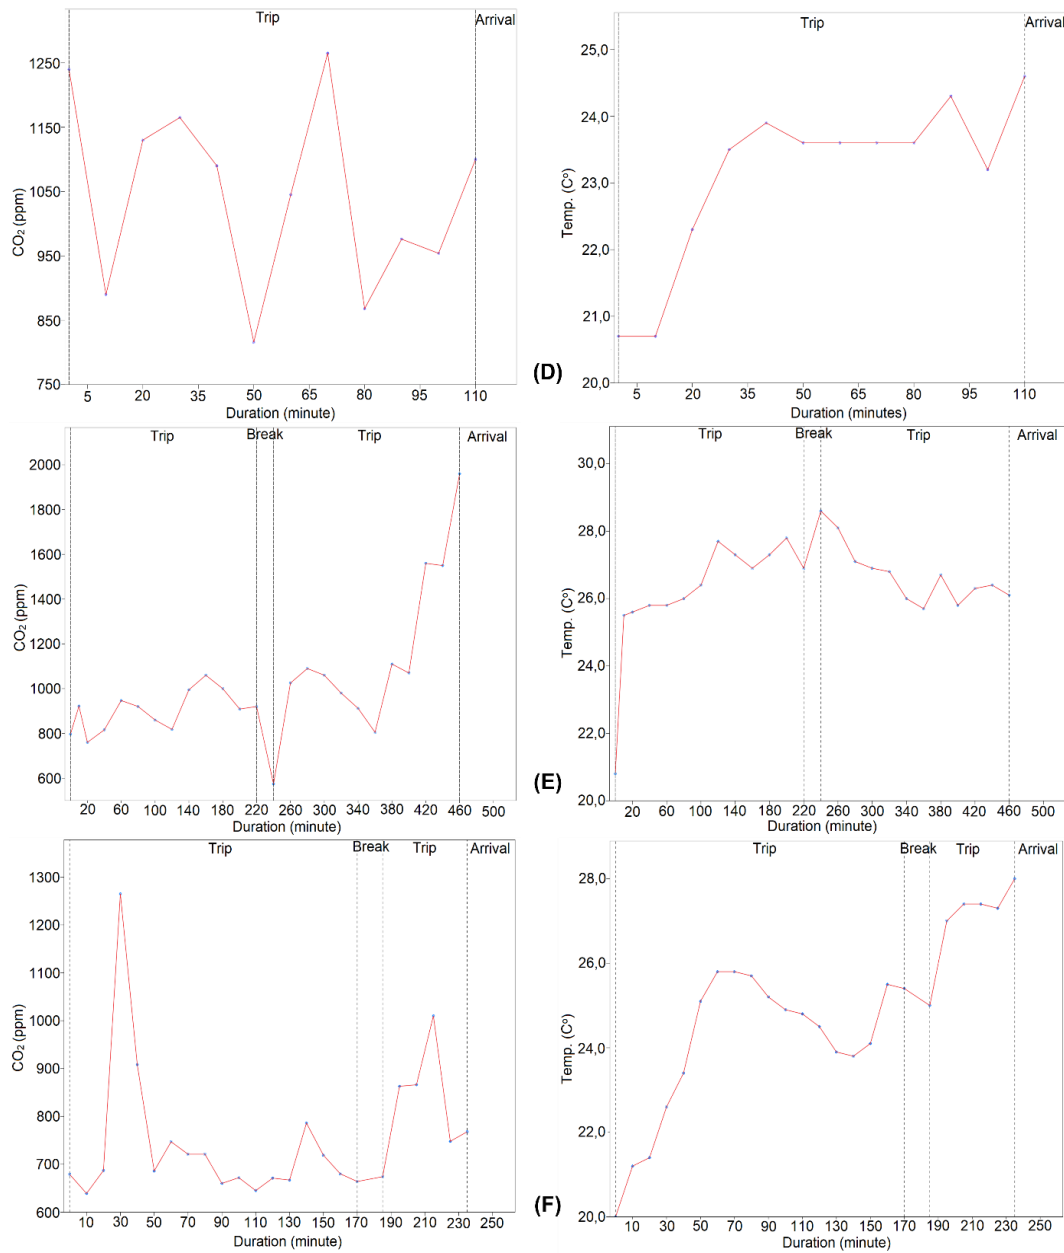 Trip Arrival
CO₂ (ppm)
1250
1150
1050
950
850
750
5 20 35 50 65 80 95 110
Duration (minute)
(D)
Trip Arrival
Temp. (C°)
25,0
24,0
23,0
22,0
21,0
20,0
5 20 35 50 65 80 95 110
Duration (minutes)
Trip Break Trip Arrival
CO₂ (ppm)
2000
1800
1600
1400
1200
1000
800
600
20 60 100 140 180 220 260 300 340 380 420 460 500
Duration (minute)
(E)
Trip Break Trip Arrival
Temp. (C°)
30,0
28,0
26,0
24,0
22,0
20,0
20 60 100 140 180 220 260 300 340 380 420 460 500
Duration (minute)
Trip Break Trip Arrival
CO₂ (ppm)
1300
1200
1100
1000
900
800
700
600
10 30 50 70 90 110 130 150 170 190 210 230 250
Duration (minute)
(F)
Trip Break Trip Arrival
Temp. (C°)
28,0
26,0
24,0
22,0
20,0
10 30 50 70 90 110 130 150 170 190 210 230 250
Duration (minute)